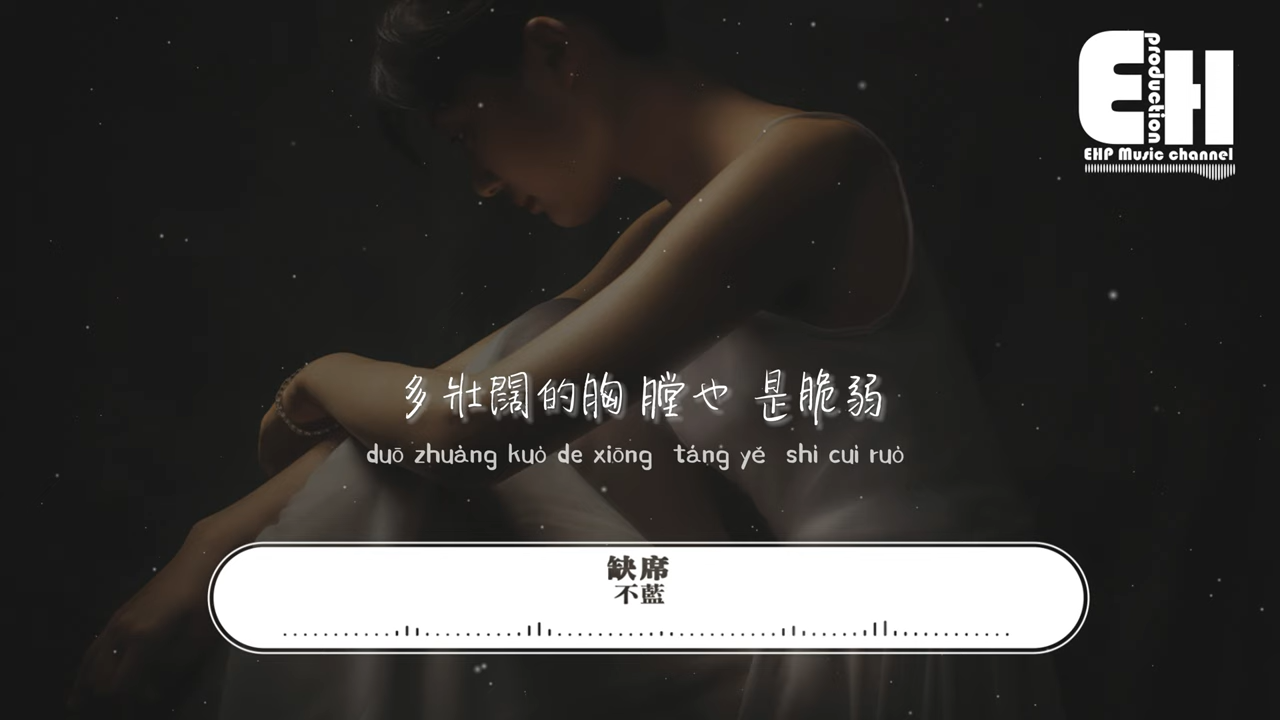 EH
production
EHP Music channel
多壯闊的胸膛也 是脆弱
duō zhuàng kuò de xiōng táng yě shì cuì ruò
缺席
不藍